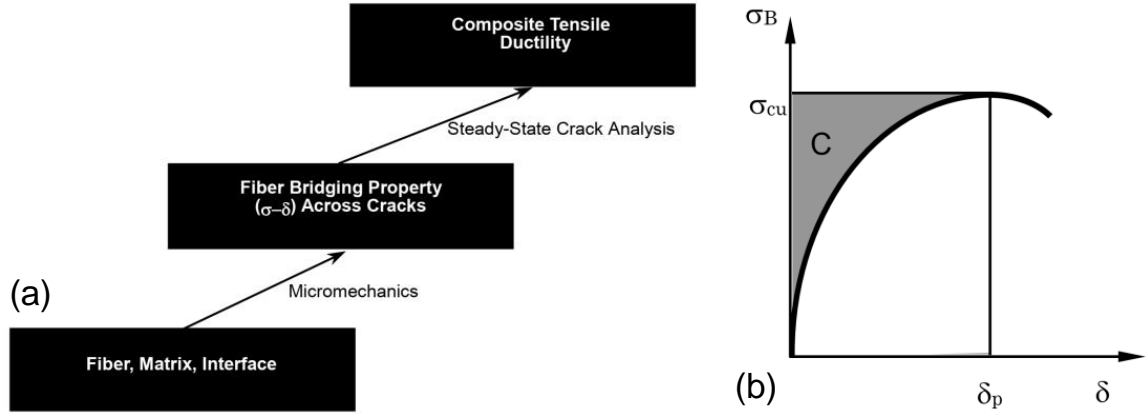 Composite Tensile
Ductility
Steady-State Crack Analysis
Fiber Bridging Property
(σ–δ) Across Cracks
Micromechanics
Fiber, Matrix, Interface
(a)
σB
σcu
C
δp
δ
(b)